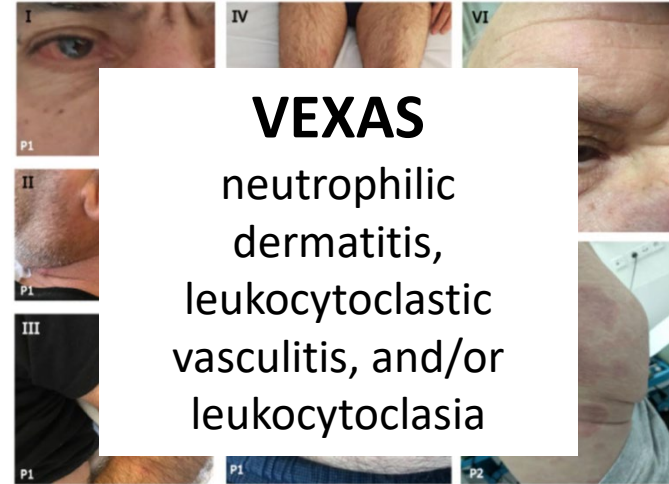 I
IV
VI
P1
II
P1
III
P1
P1
P2
VEXAS
neutrophilic
dermatitis,
leukocytoclastic
vasculitis, and/or
leukocytoclasia